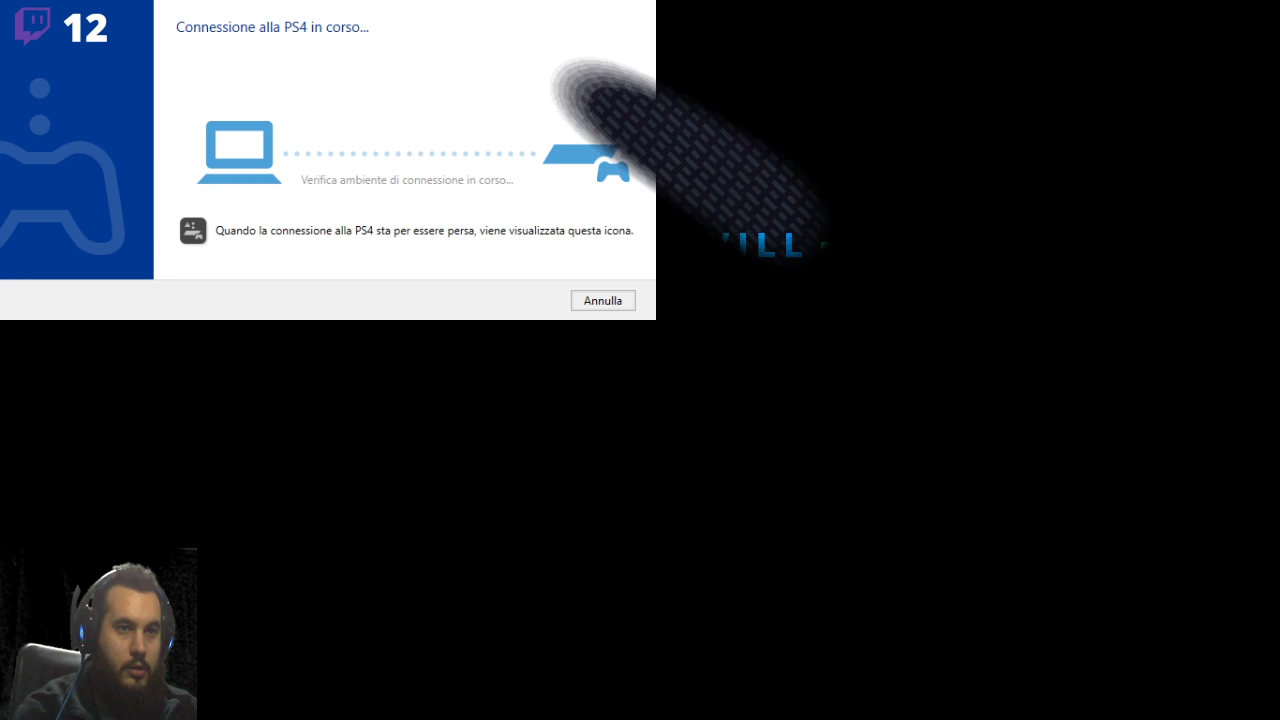 12
Connessione alla PS4 in corso...
Verifica ambiente di connessione in corso...
Quando la connessione alla PS4 sta per essere persa, viene visualizzata questa icona.
Annulla